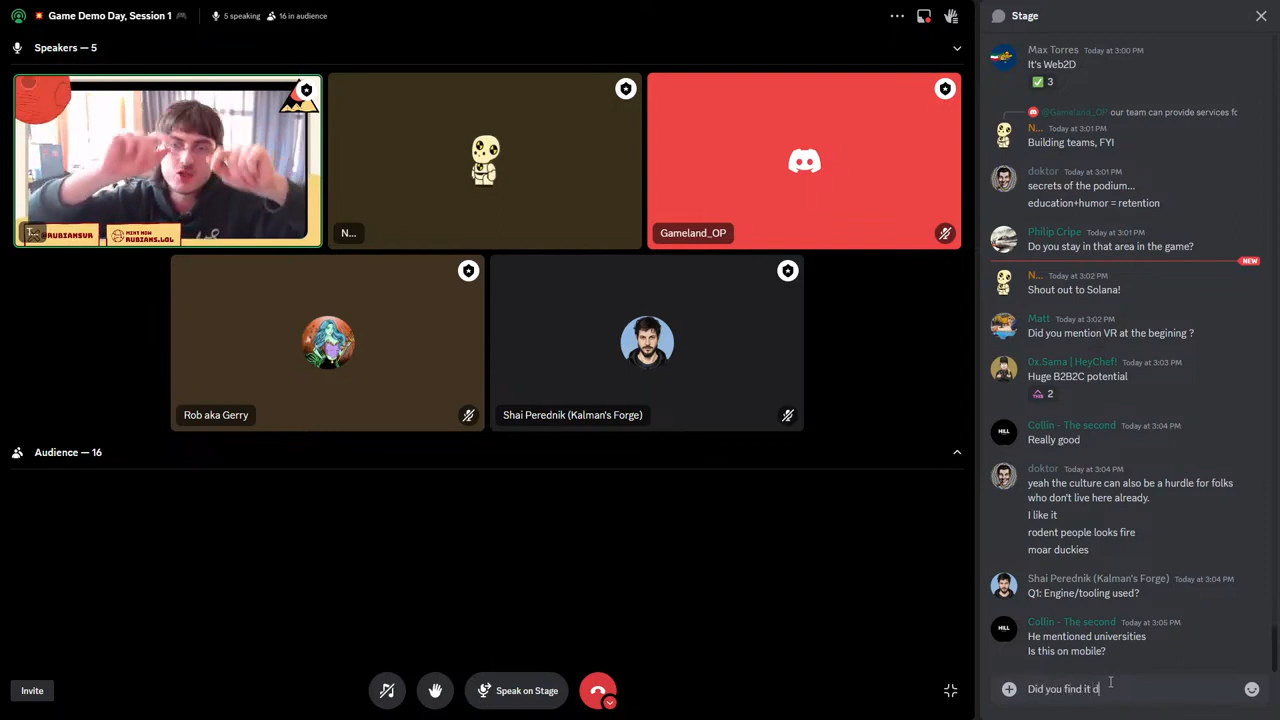 Game Demo Day, Session 1
5 speaking
16 in audience
Speakers — 5
T...
@RUBIANSVR
MINT NOW
RUBIANS.LOL
N...
Gameland_OP
Rob aka Gerry
Shai Perednik (Kalman's Forge)
Audience — 16
Invite
Speak on Stage
Stage
Max Torres Today at 3:00 PM
It's Web2D
3
@Gameland_OP our team can provide services fo
N... Today at 3:01 PM
Building teams, FYI
doktor Today at 3:01 PM
secrets of the podium...
education+humor = retention
Philip Cripe Today at 3:01 PM
Do you stay in that area in the game?
NEW
N... Today at 3:02 PM
Shout out to Solana!
Matt Today at 3:02 PM
Did you mention VR at the begining ?
0x.Sama [ HeyChef! Today at 3:03 PM
Huge B2B2C potential
2
HILL
Collin - The second Today at 3:04 PM
Really good
doktor Today at 3:04 PM
yeah the culture can also be a hurdle for folks
who don't live here already.
I like it
rodent people looks fire
moar duckies
Shai Perednik (Kalman's Forge) Today at 3:04 PM
Q1: Engine/tooling used?
HILL
Collin - The second Today at 3:05 PM
He mentioned universities
Is this on mobile?
Did you find it d